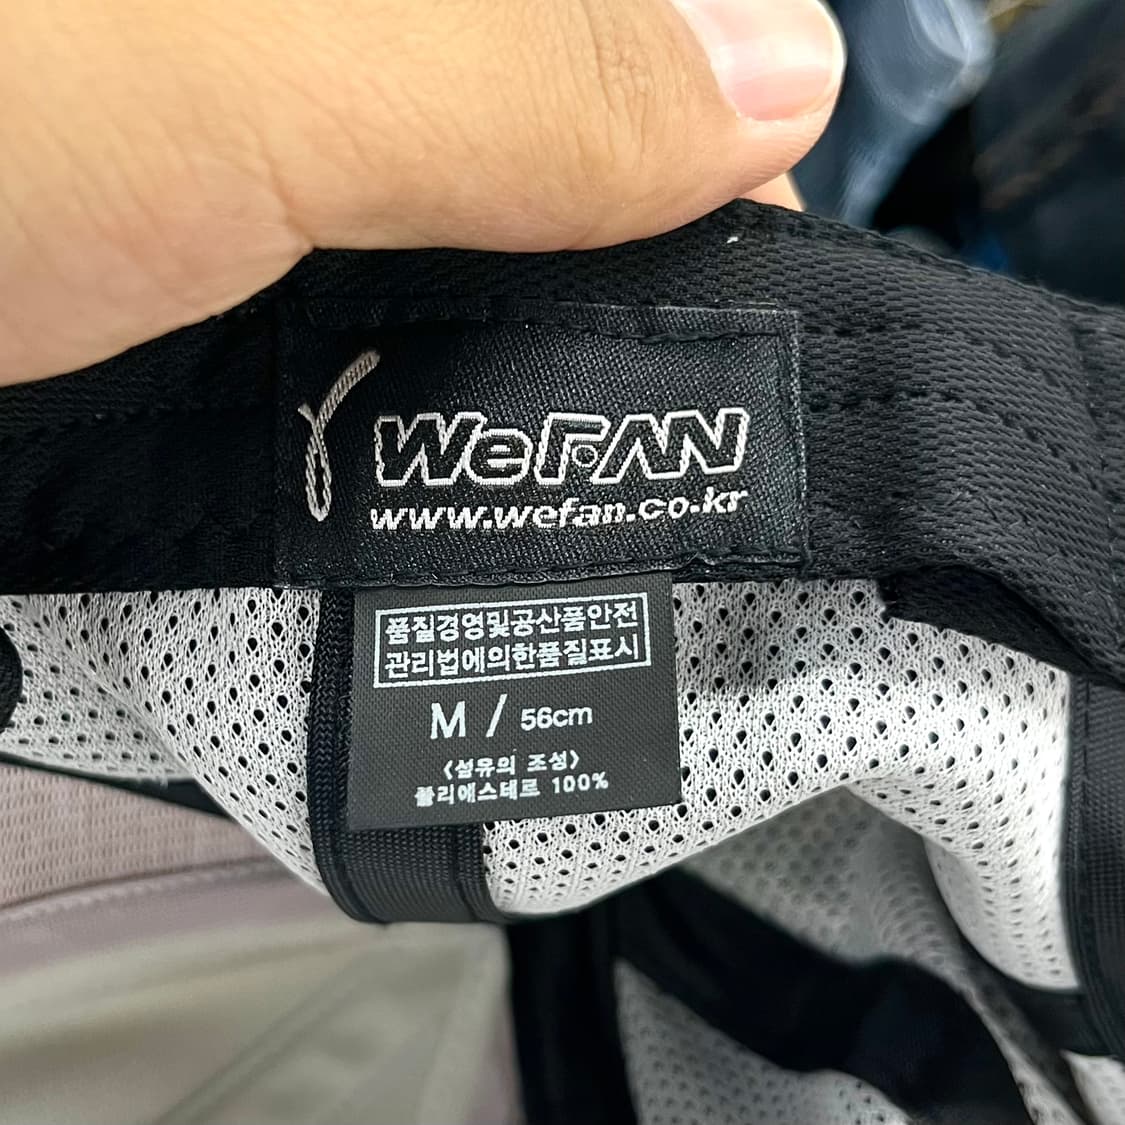 WeFAN
www.wefan.co.kr
품질경영및공산품안전
관리법에의한품질표시
M / 56cm
〈섬유의 조성〉
폴리에스테르 100%